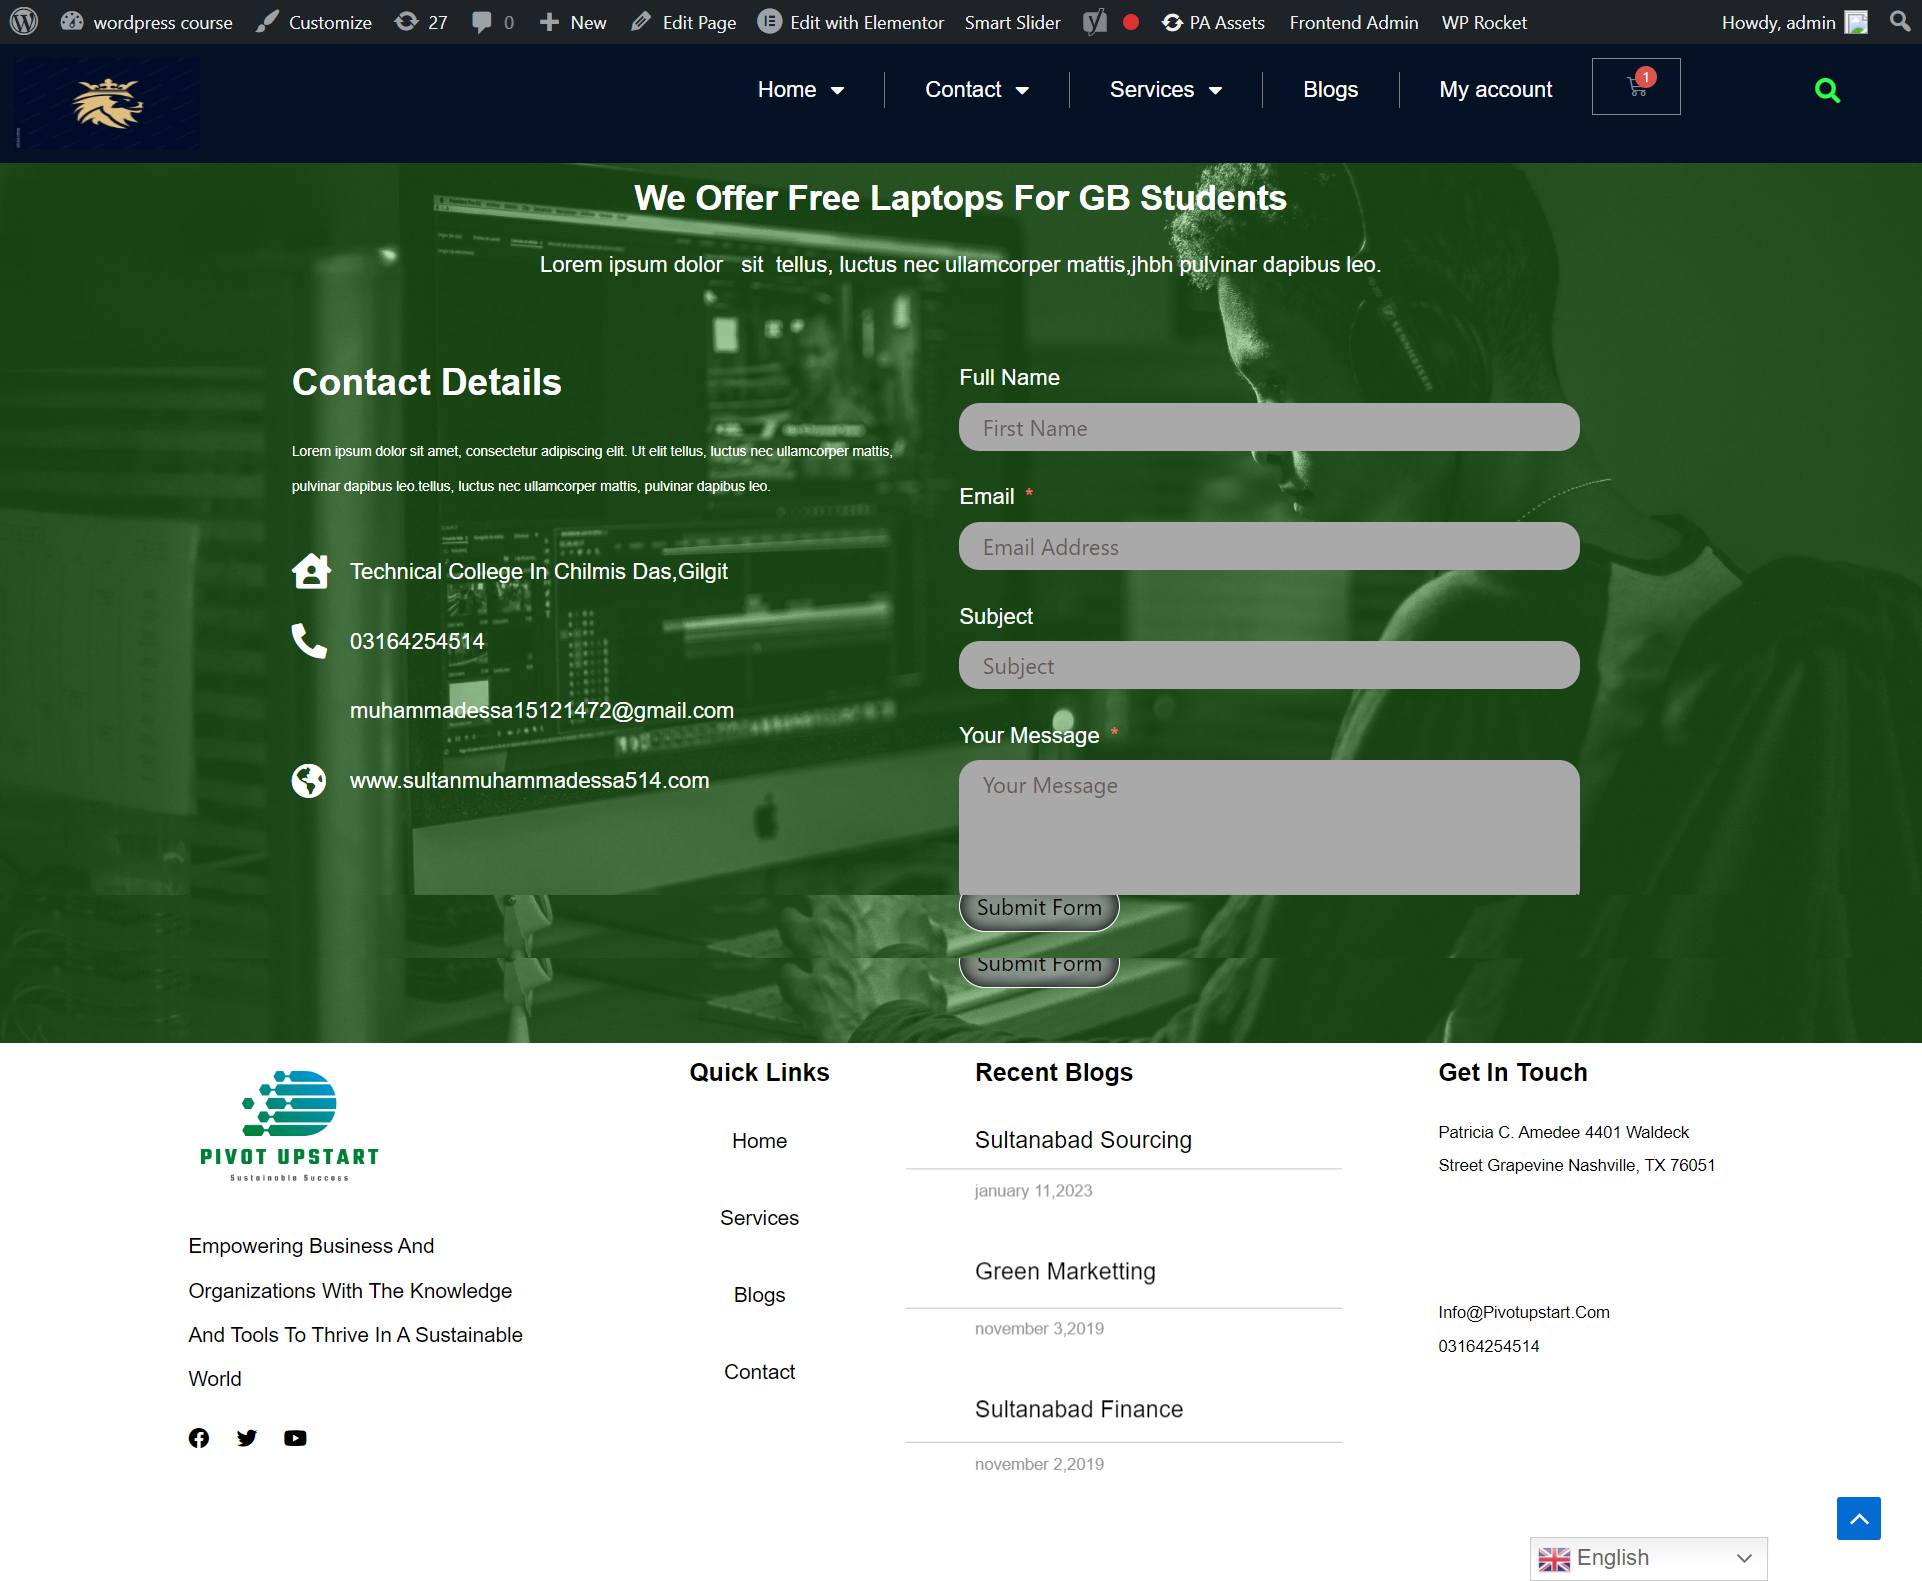 wordpress course Customize 27 0 New Edit Page Edit with Elementor Smart Slider PA Assets Frontend Admin WP Rocket Howdy, admin
Home Contact Services Blogs My account 1
We Offer Free Laptops For GB Students
Lorem ipsum dolor sit tellus, luctus nec ullamcorper mattis,jhbh pulvinar dapibus leo.
Contact Details
Lorem ipsum dolor sit amet, consectetur adipiscing elit. Ut elit tellus, luctus nec ullamcorper mattis,
pulvinar dapibus leo.tellus, luctus nec ullamcorper mattis, pulvinar dapibus leo.
Technical College In Chilmis Das,Gilgit
03164254514
muhammadessa15121472@gmail.com
www.sultanmuhammadessa514.com
Full Name
First Name
Email *
Email Address
Subject
Subject
Your Message *
Your Message
Submit Form
Submit Form
SENNHEISER
PIVOT UPSTART
Sustainable Success
Empowering Business And
Organizations With The Knowledge
And Tools To Thrive In A Sustainable
World
Quick Links
Home
Services
Blogs
Contact
Recent Blogs
Sultanabad Sourcing
january 11,2023
Green Marketting
november 3,2019
Sultanabad Finance
november 2,2019
Get In Touch
Patricia C. Amedee 4401 Waldeck
Street Grapevine Nashville, TX 76051
Info@Pivotupstart.Com
03164254514
English